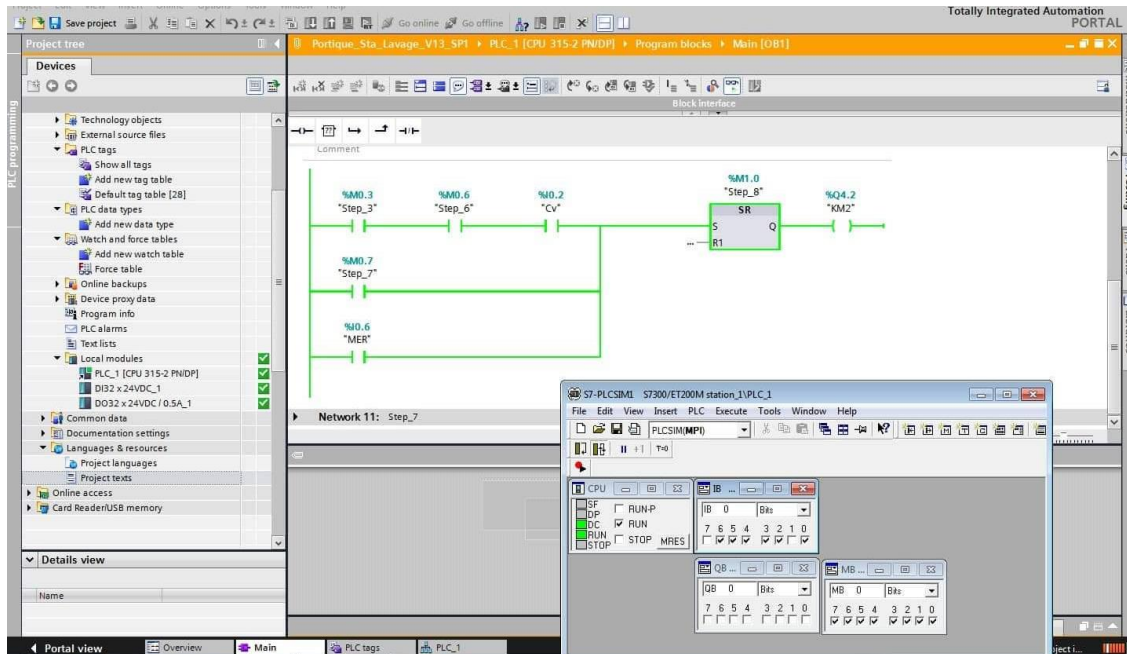 Totally Integrated Automation
PORTAL
Save project
Go online
Go offline
Project tree
Portique_Sta_Lavage_V13_SP1 ▸ PLC_1 [CPU 315-2 PN/DP] ▸ Program blocks ▸ Main [OB1]
Devices
PLC programming
Block interface
Technology objects
External source files
PLC tags
Show all tags
Add new tag table
Default tag table [28]
PLC data types
Add new data type
Watch and force tables
Add new watch table
Force table
Online backups
Device proxy data
Program info
PLC alarms
Text lists
Local modules
PLC_1 [CPU 315-2 PN/DP]
DI32 x 24VDC_1
DO32 x 24VDC / 0.5A_1
Common data
Documentation settings
Languages & resources
Project languages
Project texts
Online access
Card Reader/USB memory
Details view
Name
Comment
%M0.3
"Step_3"
%M0.6
"Step_6"
%I0.2
"Cv"
%M1.0
"Step_8"
SR
S
Q
R1
...
%Q4.2
"KM2"
%M0.7
"Step_7"
%I0.6
"MER"
Network 11: Step_7
S7-PLCSIM1 S7300/ET200M station_1\PLC_1
File Edit View Insert PLC Execute Tools Window Help
PLCSIM(MPI)
T=0
CPU
SF
DP
DC
RUN
STOP
RUN-P
RUN
STOP
MRES
IB ...
IB 0 Bits
7 6 5 4 3 2 1 0
QB ...
QB 0 Bits
7 6 5 4 3 2 1 0
MB ...
MB 0 Bits
7 6 5 4 3 2 1 0
Portal view
Overview
Main
PLC tags
PLC_1